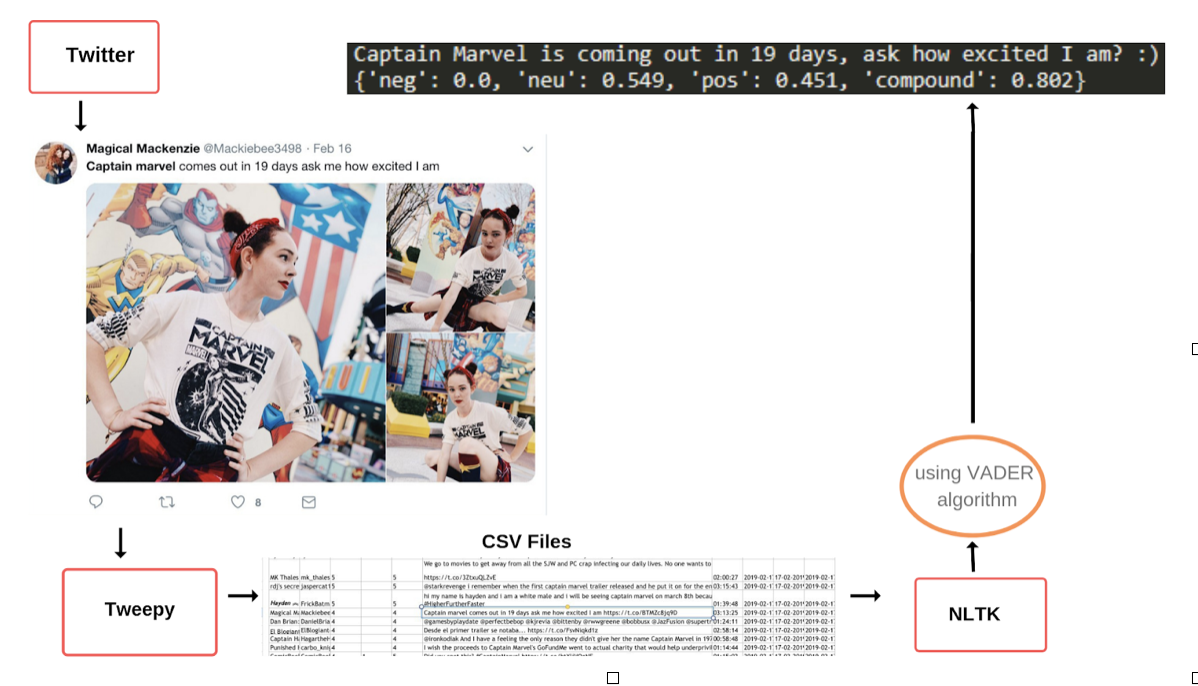 Twitter
Captain Marvel is coming out in 19 days, ask how excited I am? :)
{'neg': 0.0, 'neu': 0.549, 'pos': 0.451, 'compound': 0.802}
Magical Mackenzie @Mackiebee3498 · Feb 16
Captain marvel comes out in 19 days ask me how excited I am
CAPTAIN
MARVEL
8
using VADER
algorithm
CSV Files
Tweepy
We go to movies to get away from all the SJW and PC crap infecting our daily lives. No one wants to
MK Thales mk_thales 5 5 https://t.co/3ZtxuQL2vE 02:00:27 2019-02-1 17-02-201 2019-02-1
rdj's secre jaspercat1 5 5 @starkrevenge i remember when the first captain marvel trailer released and he put it on for the en 03:15:43 2019-02-1 17-02-201 2019-02-1
hi my name is hayden and i am a white male and i will be seeing captain marvel on march 8th becau
Hayden FrickBatm 5 5 #HigherFurtherFaster 01:39:48 2019-02-1 17-02-201 2019-02-1
Magical M Mackiebee 4 4 Captain marvel comes out in 19 days ask me how excited I am 03:13:25 2019-02-1 17-02-201 2019-02-1
Dan Brian DanielBria 4 4 @gamesbyplaydate @perfectbebop @kjrevia @bittenby @rwwgreene @bobbusx @JazFusion 01:24:11 2019-02-1 17-02-201 2019-02-1
El Blogian ElBlogiant 4 4 Desde el primer trailer se notaba... 02:58:14 2019-02-1 17-02-201 2019-02-1
Captain H Hogarthe 4 4 @ironkodiak And I have a feeling the only reason they didn't give her the name Captain Marvel in 00:58:48 2019-02-1 17-02-201 2019-02-1
Punished knig 4 4 I wish the proceeds to Captain Marvel's GoFundMe went to actual charity that would help underprivil 01:14:44 2019-02-1 17-02-201 2019-02-1
NLTK